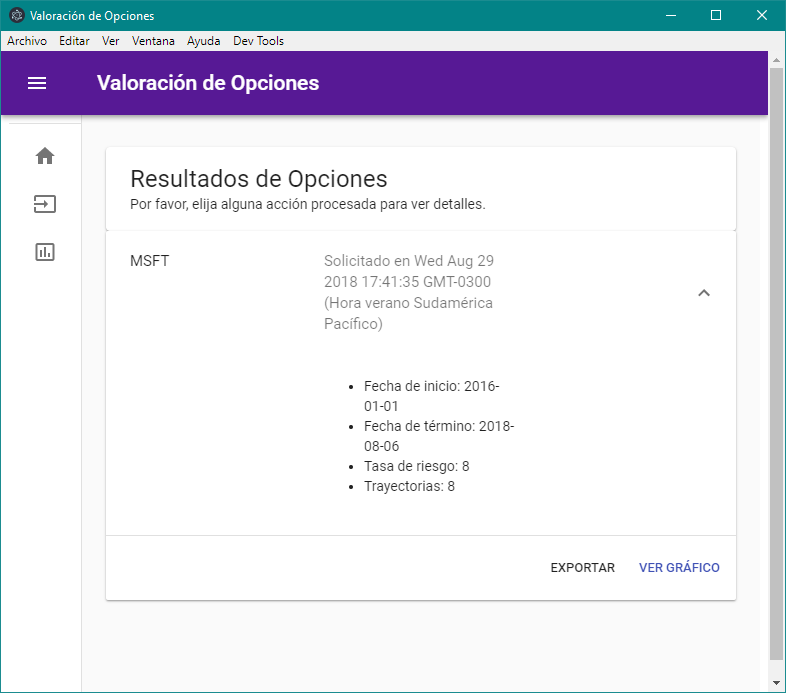 Valoración de Opciones
Archivo Editar Ver Ventana Ayuda Dev Tools
Valoración de Opciones
Resultados de Opciones
Por favor, elija alguna acción procesada para ver detalles.
MSFT
Solicitado en Wed Aug 29
2018 17:41:35 GMT-0300
(Hora verano Sudamérica
Pacífico)
• Fecha de inicio: 2016-
01-01
• Fecha de término: 2018-
08-06
• Tasa de riesgo: 8
• Trayectorias: 8
EXPORTAR VER GRÁFICO